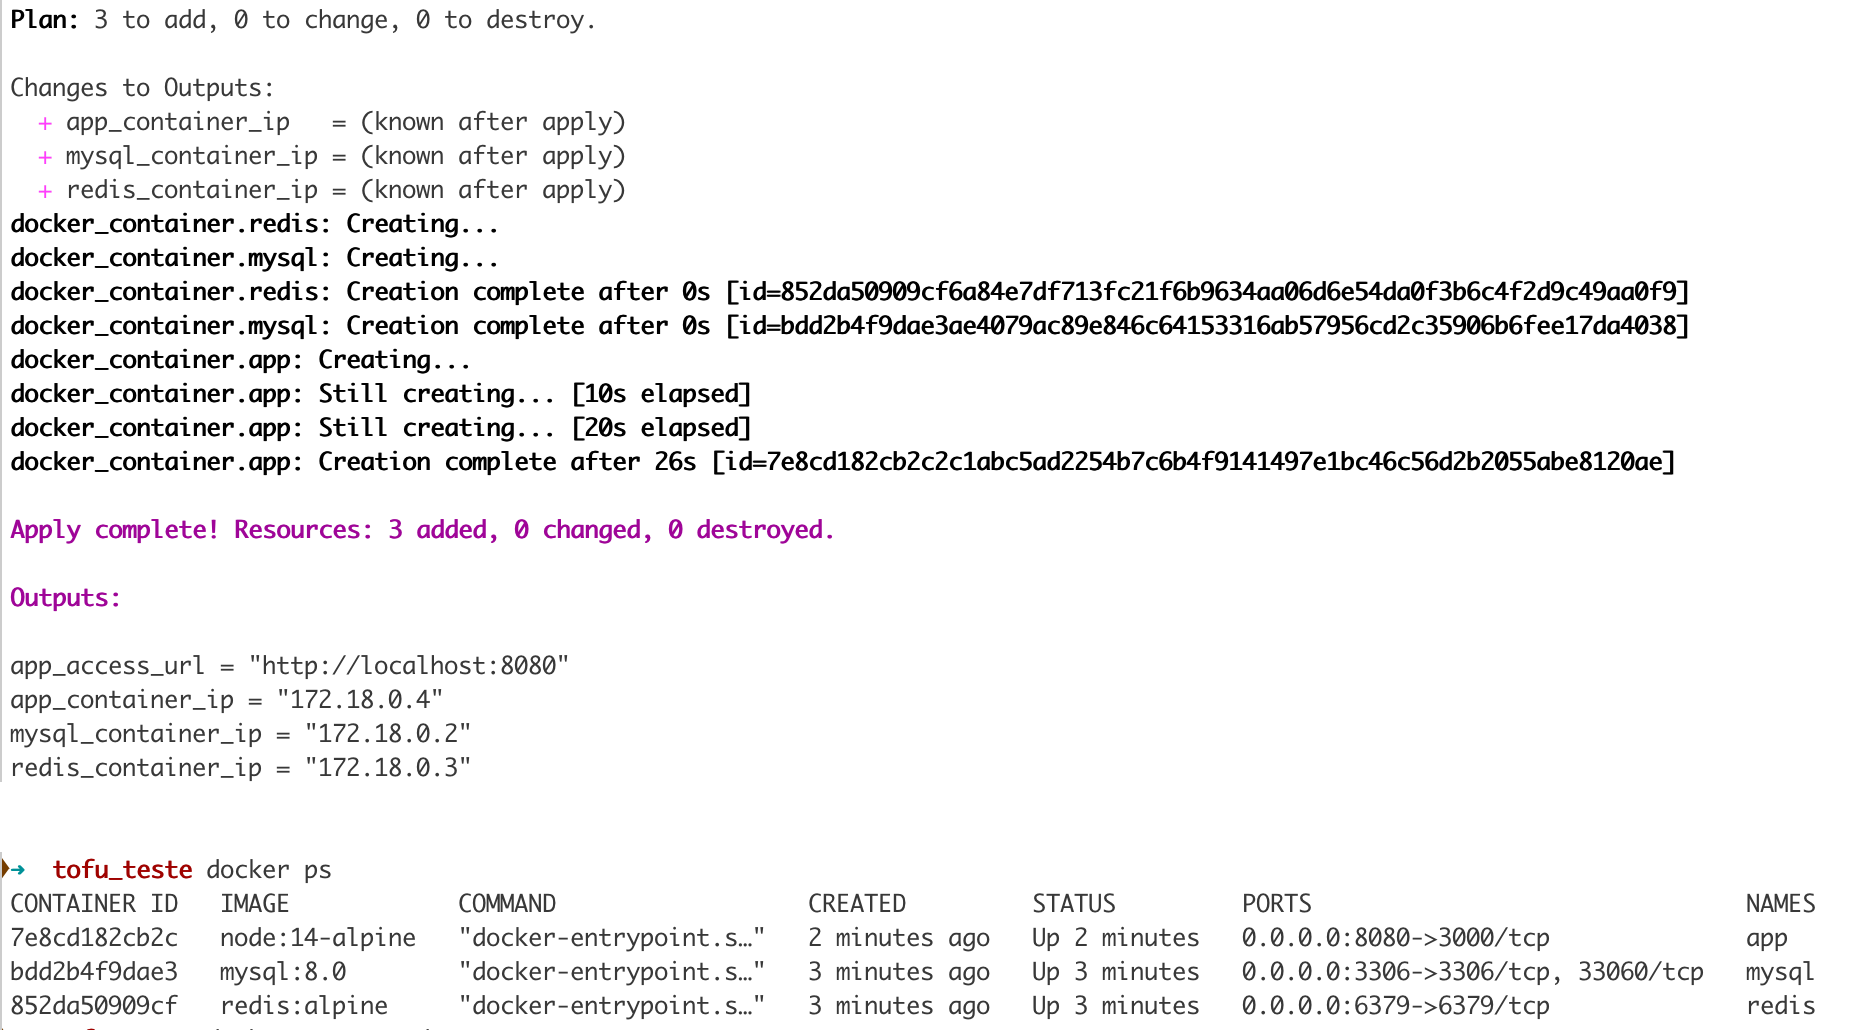 Plan: 3 to add, 0 to change, 0 to destroy.
Changes to Outputs:
+ app_container_ip = (known after apply)
+ mysql_container_ip = (known after apply)
+ redis_container_ip = (known after apply)
docker_container.redis: Creating...
docker_container.mysql: Creating...
docker_container.redis: Creation complete after 0s [id=852da50909cf6a84e7df713fc21f6b9634aa06d6e54da0f3b6c4f2d9c49aa0f9]
docker_container.mysql: Creation complete after 0s [id=bdd2b4f9dae3ae4079ac89e846c64153316ab57956cd2c35906b6fee17da4038]
docker_container.app: Creating...
docker_container.app: Still creating... [10s elapsed]
docker_container.app: Still creating... [20s elapsed]
docker_container.app: Creation complete after 26s [id=7e8cd182cb2c2c1abc5ad2254b7c6b4f9141497e1bc46c56d2b2055abe8120ae]
Apply complete! Resources: 3 added, 0 changed, 0 destroyed.
Outputs:
app_access_url = "http://localhost:8080"
app_container_ip = "172.18.0.4"
mysql_container_ip = "172.18.0.2"
redis_container_ip = "172.18.0.3"
→ tofu_teste docker ps
CONTAINER ID IMAGE COMMAND CREATED STATUS PORTS NAMES
7e8cd182cb2c node:14-alpine "docker-entrypoint.s…" 2 minutes ago Up 2 minutes 0.0.0.0:8080->3000/tcp app
bdd2b4f9dae3 mysql:8.0 "docker-entrypoint.s…" 3 minutes ago Up 3 minutes 0.0.0.0:3306->3306/tcp, 33060/tcp mysql
852da50909cf redis:alpine "docker-entrypoint.s…" 3 minutes ago Up 3 minutes 0.0.0.0:6379->6379/tcp redis